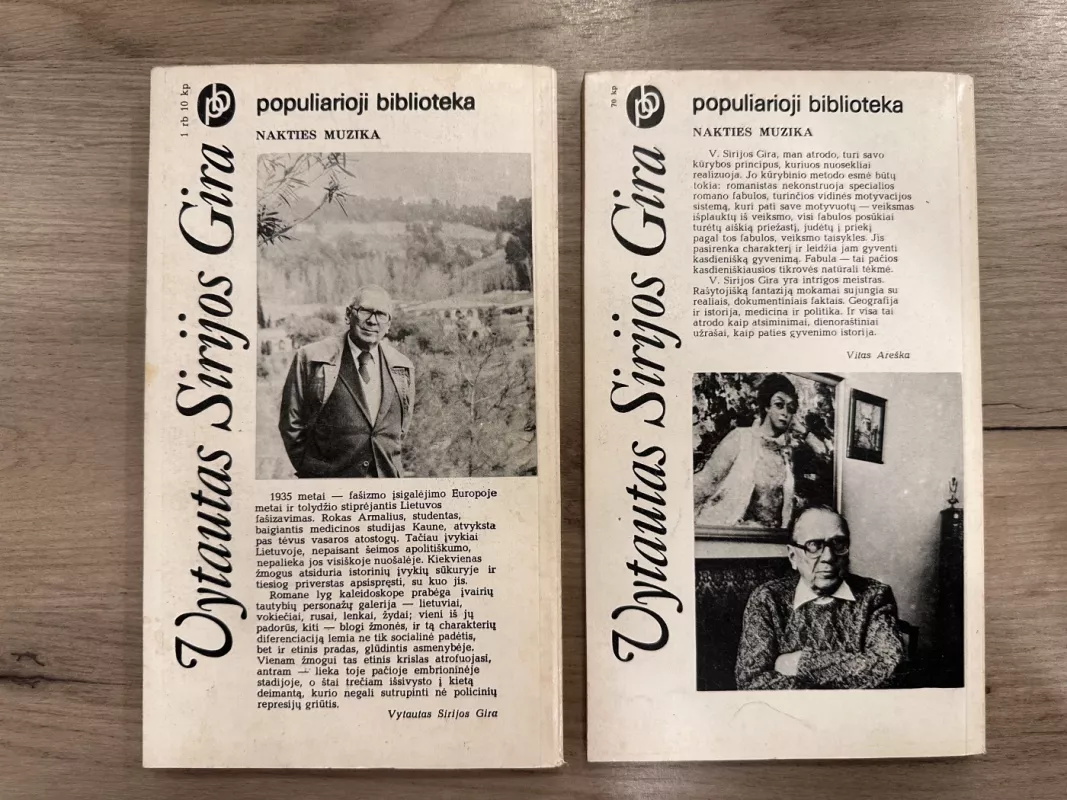 1 rb 10 kp
pb
populiarioji biblioteka
Vytautas Sirijos Gira
NAKTIES MUZIKA
1935 metai — fašizmo įsigalėjimo Europoje
metai ir tolydžio stiprėjantis Lietuvos
fašizavimas. Rokas Armalius, studentas,
baigiantis medicinos studijas Kaune, atvyksta
pas tėvus vasaros atostogų. Tačiau įvykiai
Lietuvoje, nepaisant šeimos apolitiškumo,
nepalieka jos visiškoje nuošalėje. Kiekvienas
žmogus atsiduria istorinių įvykių sūkuryje ir
tiesiog priverstas apsispręsti, su kuo jis.
Romane lyg kaleidoskope prabėga įvairių
tautybių personažų galerija — lietuviai,
vokiečiai, rusai, lenkai, žydai; vieni iš jų
padorūs, kiti — blogi žmonės, ir tą charakterių
diferenciaciją lemia ne tik socialinė padėtis,
bet ir etinis pradas, glūdintis asmenybėje.
Vienam žmogui tas etinis krislas atrofuojasi,
antram — lieka toje pačioje embrioninėje
stadijoje, o štai trečiam išsivysto į kietą
deimantą, kurio negali sutrupinti nė policinių
represijų griūtis.
Vytautas Sirijos Gira
79 kp
pb
populiarioji biblioteka
Vytautas Sirijos Gira
NAKTIES MUZIKA
V. Sirijos Gira, man atrodo, turi savo
kūrybos principus, kuriuos nuosekliai
realizuoja. Jo kūrybinio metodo esmė būtų
tokia: romanistas nekonstruoja specialios
romano fabulos, turinčios vidinės motyvacijos
sistemą, kuri pati save motyvuotų — veiksmas
išplauktų iš veiksmo, visi fabulos posūkiai
turėtų aiškią priežastį, judėtų į priekį
pagal tos fabulos, veiksmo taisykles. Jis
pasirenka charakterį ir leidžia jam gyventi
kasdienišką gyvenimą. Fabula — tai pačios
kasdieniškiausios tikrovės natūrali tėkmė.
V. Sirijos Gira yra intrigos meistras.
Rašytojišką fantaziją mokamai sujungia su
realiais, dokumentiniais faktais. Geografija
ir istorija, medicina ir politika. Ir visa tai
atrodo kaip atsiminimai, dienoraštiniai
užrašai, kaip paties gyvenimo istorija.
Vitas Areška